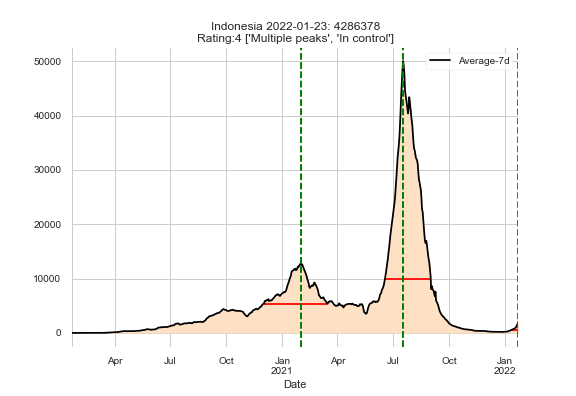 Indonesia 2022-01-23: 4286378
Rating:4 ['Multiple peaks', 'In control']
Average-7d
50000
40000
30000
20000
10000
0
Apr Jul Oct Jan Apr Jul Oct Jan
2021 2022
Date